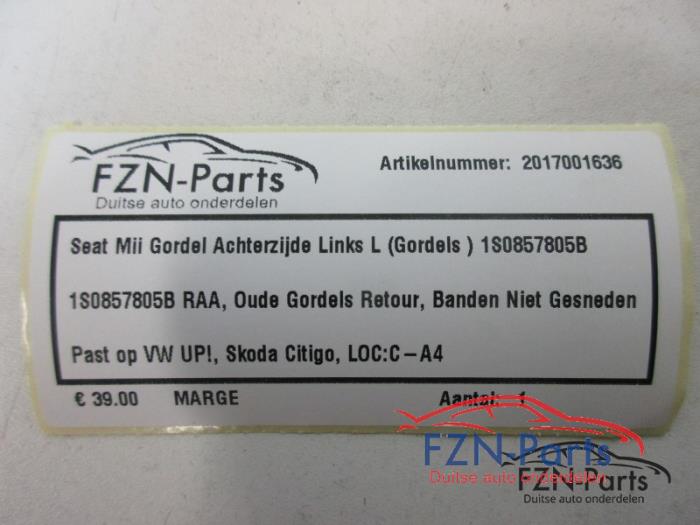 FZN-Parts
Duitse auto onderdelen
Artikelnummer: 2017001636
Seat Mii Gordel Achterzijde Links L (Gordels ) 1S0857805B
1S0857805B RAA, Oude Gordels Retour, Banden Niet Gesneden
Past op VW UP!, Skoda Citigo, LOC:C-A4
€ 39.00 MARGE Aantal: 1
FZN-Parts
Duitse auto onderdelen
FZN-Parts
Duitse auto onderdelen